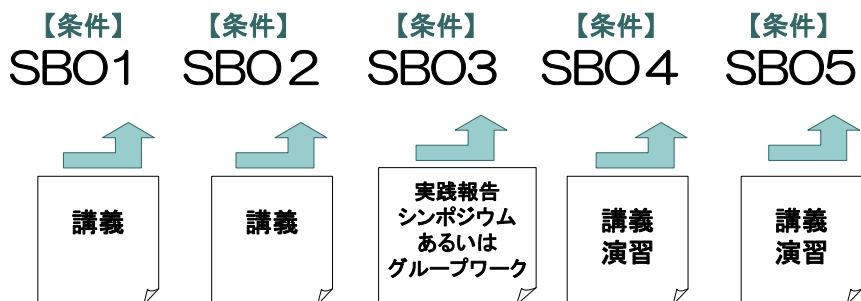 【条件】 【条件】 【条件】 【条件】 【条件】
SBO1 SBO2 SBO3 SBO4 SBO5
講義
講義
実践報告
シンポジウム
あるいは
グループワーク
講義
演習
講義
演習